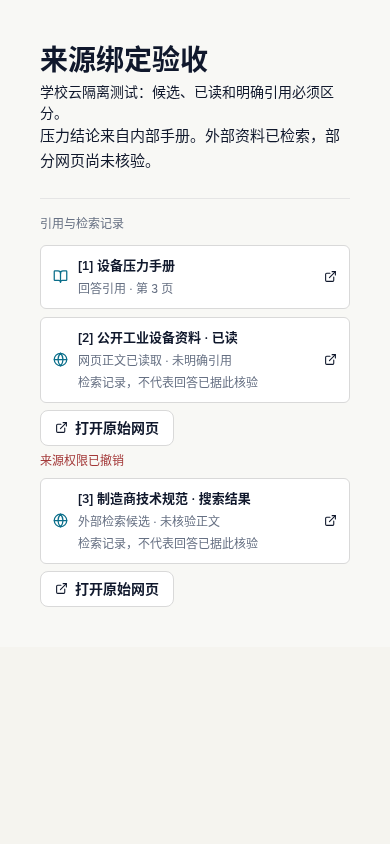 来源绑定验收
学校云隔离测试：候选、已读和明确引用必须区
分。
压力结论来自内部手册。外部资料已检索，部
分网页尚未核验。
引用与检索记录
[1] 设备压力手册
回答引用 · 第 3 页
[2] 公开工业设备资料 · 已读
网页正文已读取 · 未明确引用
检索记录，不代表回答已据此核验
打开原始网页
来源权限已撤销
[3] 制造商技术规范 · 搜索结果
外部检索候选 · 未核验正文
检索记录，不代表回答已据此核验
打开原始网页